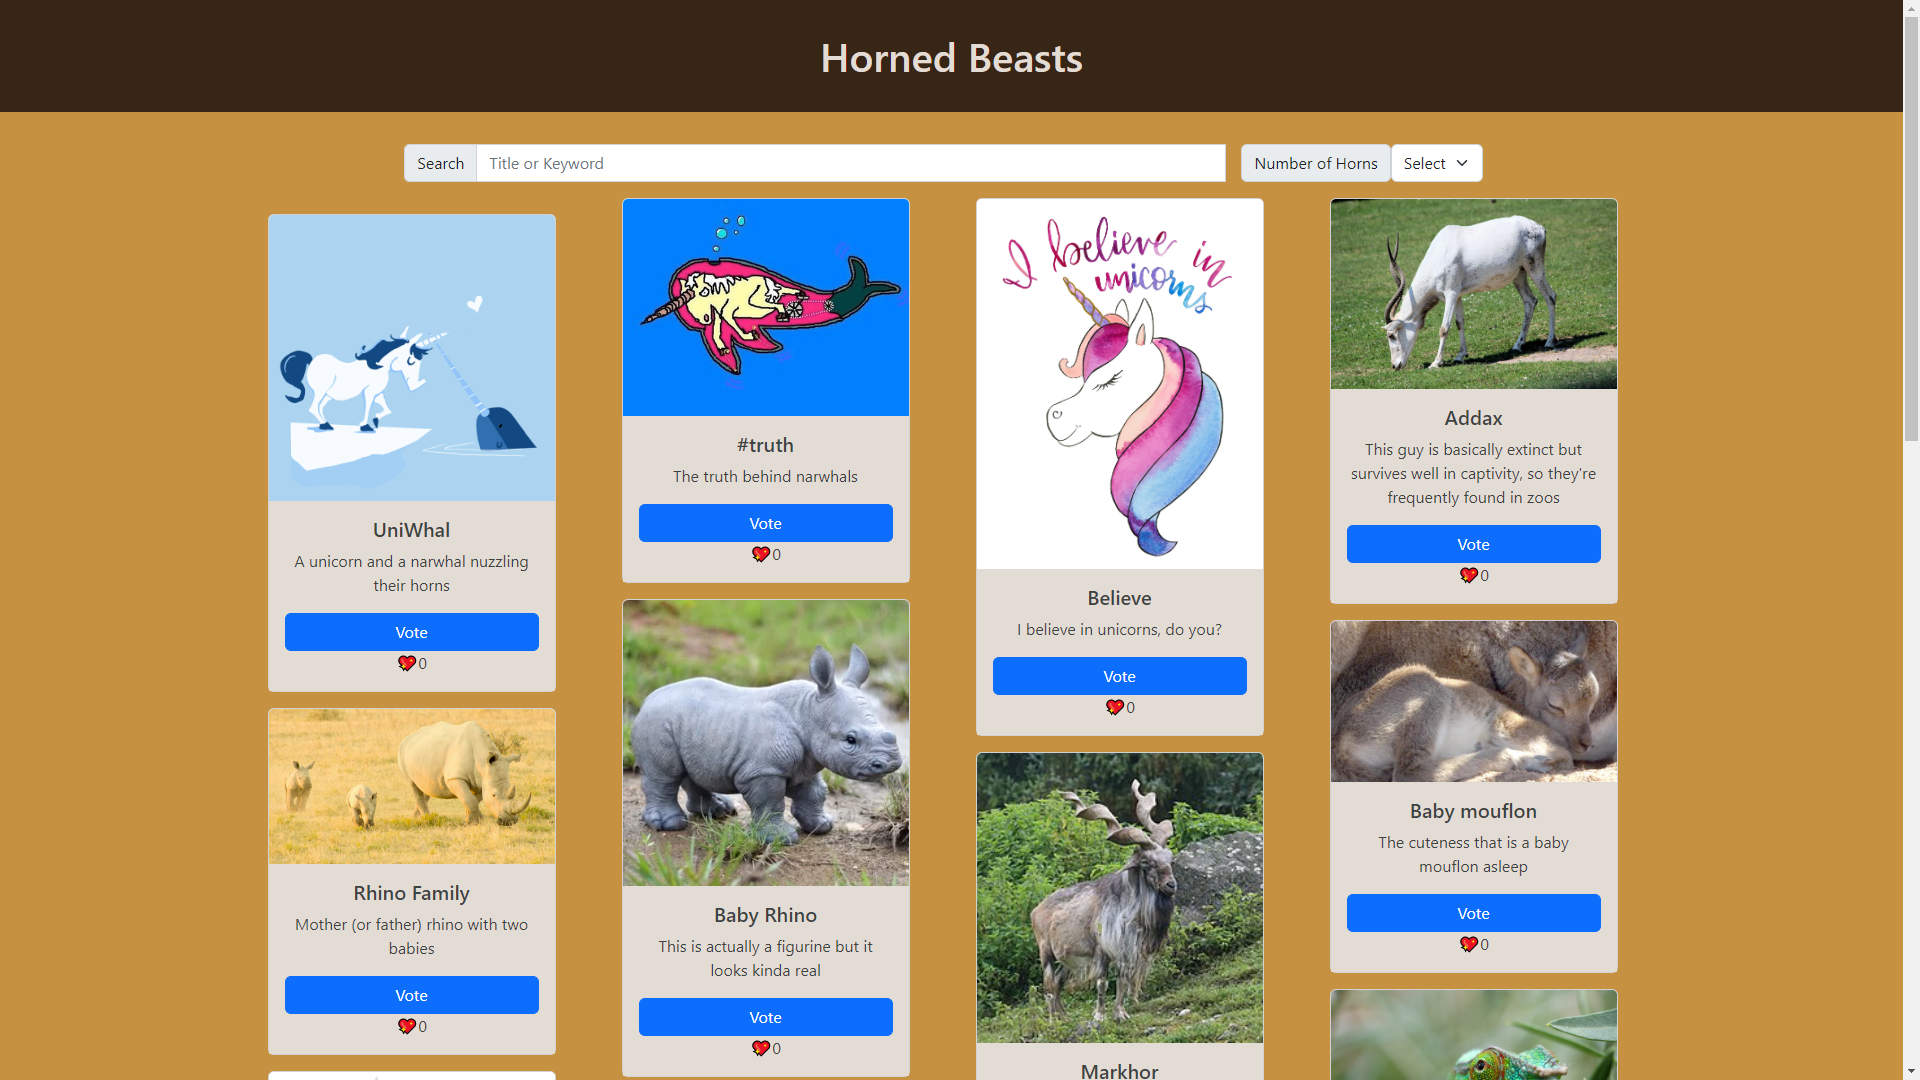 Horned Beasts
Search
Title or Keyword
Number of Horns
Select
UniWhal
A unicorn and a narwhal nuzzling
their horns
Vote
0
Rhino Family
Mother (or father) rhino with two
babies
Vote
0
#truth
The truth behind narwhals
Vote
0
Baby Rhino
This is actually a figurine but it
looks kinda real
Vote
0
I believe in
unicorns
Believe
I believe in unicorns, do you?
Vote
0
Markhor
Addax
This guy is basically extinct but
survives well in captivity, so they're
frequently found in zoos
Vote
0
Baby mouflon
The cuteness that is a baby
mouflon asleep
Vote
0